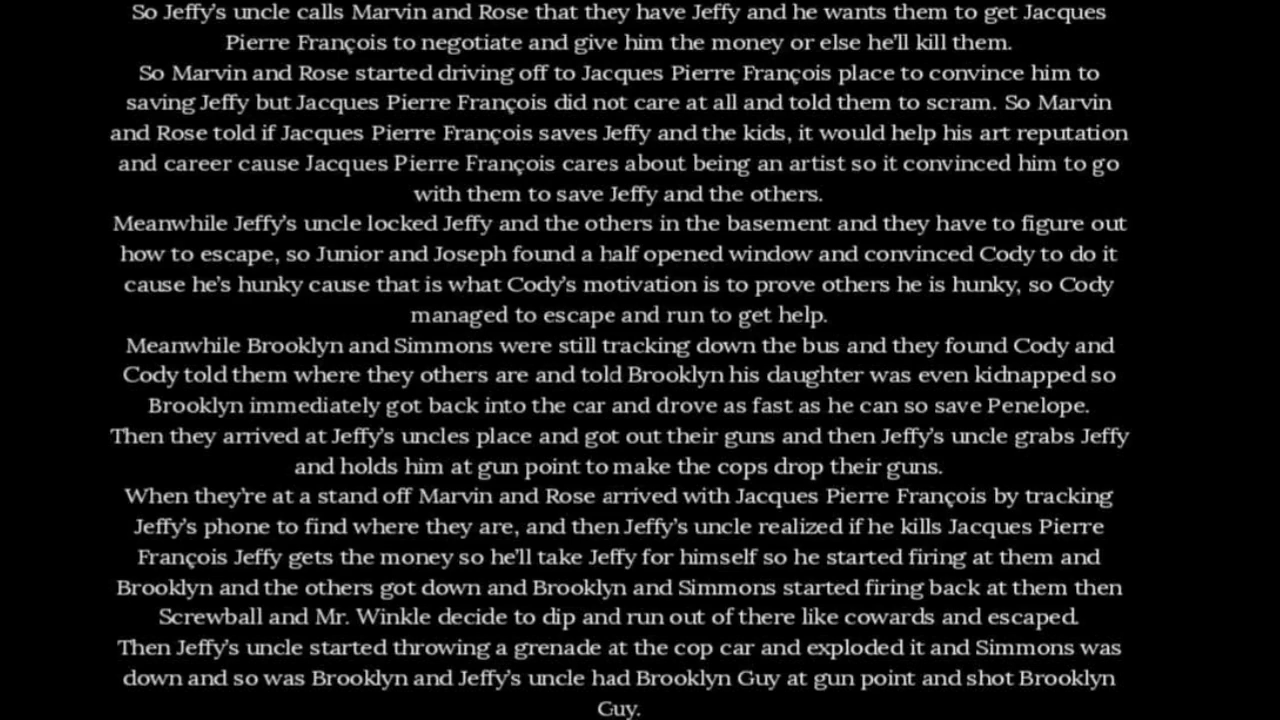 So Jeffy's uncle calls Marvin and Rose that they have Jeffy and he wants them to get Jacques
Pierre François to negotiate and give him the money or else he'll kill them.
So Marvin and Rose started driving off to Jacques Pierre François place to convince him to
saving Jeffy but Jacques Pierre François did not care at all and told them to scram. So Marvin
and Rose told if Jacques Pierre François saves Jeffy and the kids, it would help his art reputation
and career cause Jacques Pierre François cares about being an artist so it convinced him to go
with them to save Jeffy and the others.
Meanwhile Jeffy's uncle locked Jeffy and the others in the basement and they have to figure out
how to escape, so Junior and Joseph found a half opened window and convinced Cody to do it
cause he's hunky cause that is what Cody's motivation is to prove others he is hunky, so Cody
managed to escape and run to get help.
Meanwhile Brooklyn and Simmons were still tracking down the bus and they found Cody and
Cody told them where they others are and told Brooklyn his daughter was even kidnapped so
Brooklyn immediately got back into the car and drove as fast as he can so save Penelope.
Then they arrived at Jeffy's uncles place and got out their guns and then Jeffy's uncle grabs Jeffy
and holds him at gun point to make the cops drop their guns.
When they're at a stand off Marvin and Rose arrived with Jacques Pierre François by tracking
Jeffy's phone to find where they are, and then Jeffy's uncle realized if he kills Jacques Pierre
François Jeffy gets the money so he'll take Jeffy for himself so he started firing at them and
Brooklyn and the others got down and Brooklyn and Simmons started firing back at them then
Screwball and Mr. Winkle decide to dip and run out of there like cowards and escaped.
Then Jeffy's uncle started throwing a grenade at the cop car and exploded it and Simmons was
down and so was Brooklyn and Jeffy's uncle had Brooklyn Guy at gun point and shot Brooklyn
Guy.